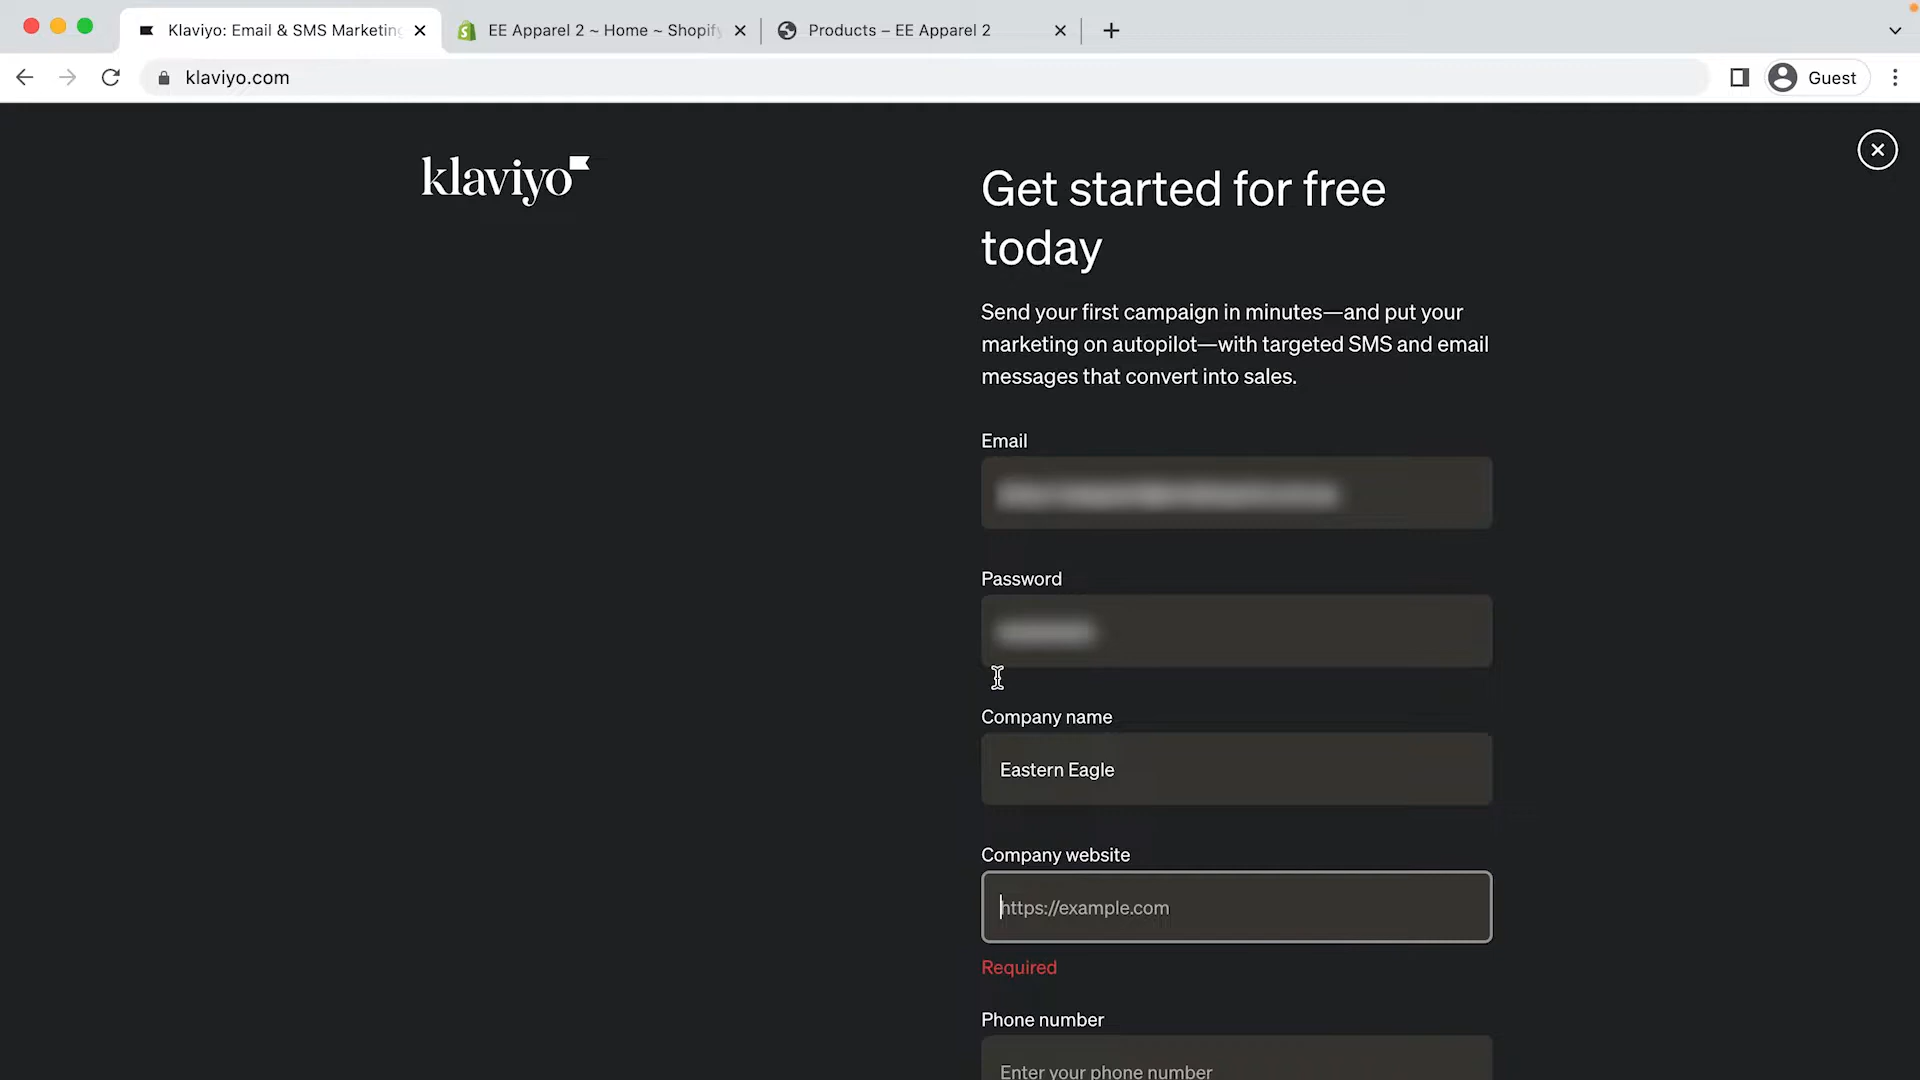 Klaviyo: Email & SMS Marketing
EE Apparel 2 ~ Home ~ Shopify
Products – EE Apparel 2
klaviyo.com
Guest
klaviyo
Get started for free
today
Send your first campaign in minutes—and put your
marketing on autopilot—with targeted SMS and email
messages that convert into sales.
Email
Password
Company name
Eastern Eagle
Company website
https://example.com
Required
Phone number
Enter your phone number